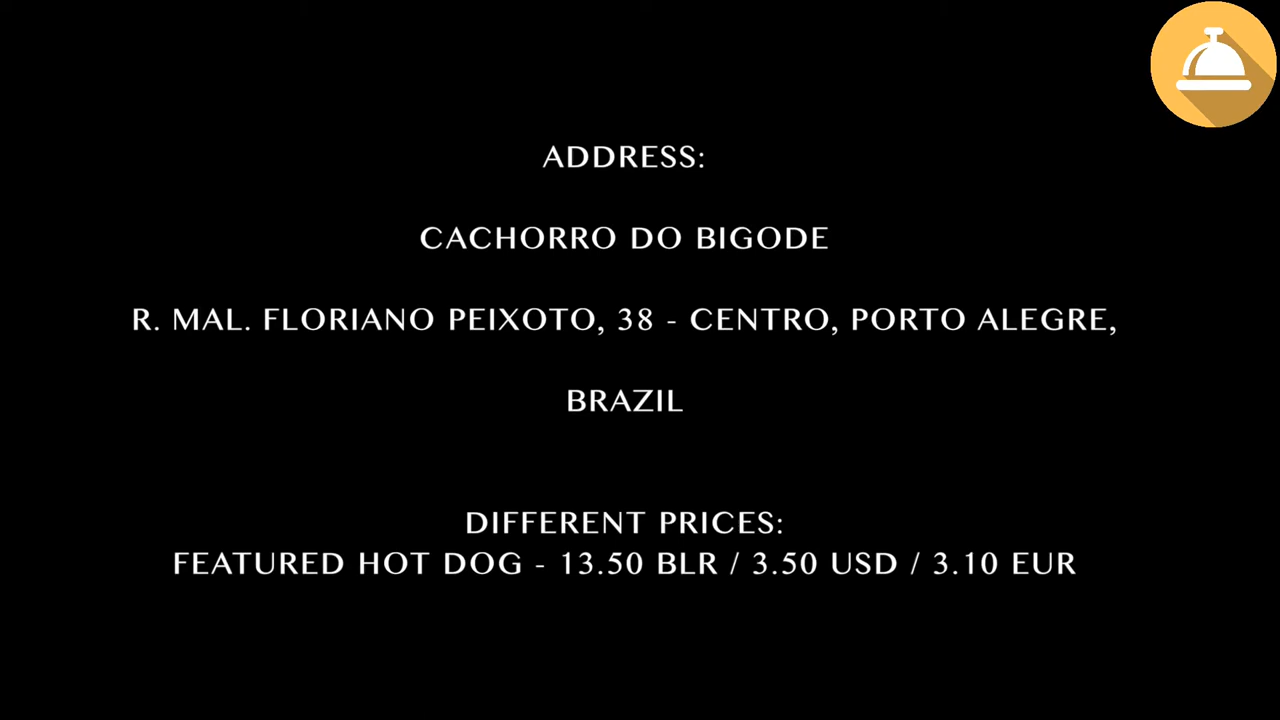 ADDRESS:
CACHORRO DO BIGODE
R. MAL. FLORIANO PEIXOTO, 38 - CENTRO, PORTO ALEGRE,
BRAZIL
DIFFERENT PRICES:
FEATURED HOT DOG - 13.50 BLR / 3.50 USD / 3.10 EUR